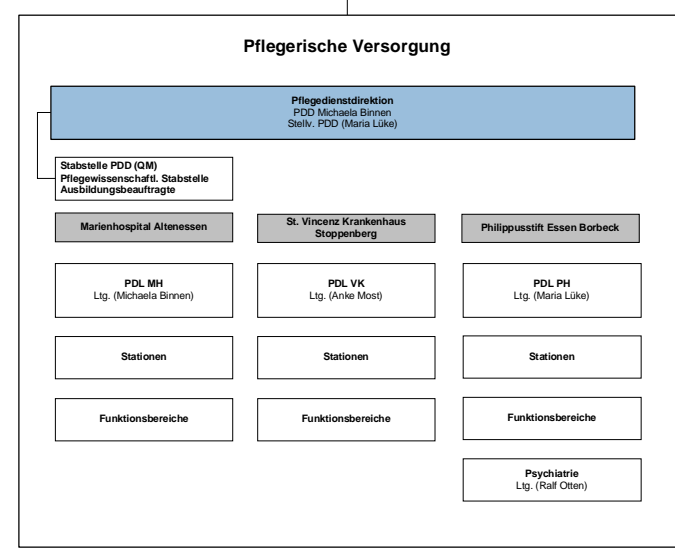 Pflegerische Versorgung
Pflegedienstdirektion
PDD Michaela Binnen
Stellv. PDD (Maria Lüke)
Stabstelle PDD (QM)
Pflegewissenschaftl. Stabstelle
Ausbildungsbeauftragte
Marienhospital Altenessen
St. Vincenz Krankenhaus
Stoppenberg
Philippusstift Essen Borbeck
PDL MH
Ltg. (Michaela Binnen)
PDL VK
Ltg. (Anke Most)
PDL PH
Ltg. (Maria Lüke)
Stationen
Stationen
Stationen
Funktionsbereiche
Funktionsbereiche
Funktionsbereiche
Psychiatrie
Ltg. (Ralf Otten)